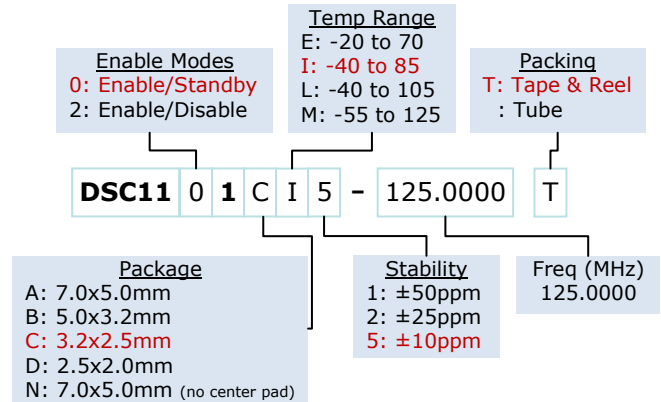 Temp Range
E: -20 to 70
I: -40 to 85
L: -40 to 105
M: -55 to 125
Enable Modes
0: Enable/Standby
2: Enable/Disable
Packing
T: Tape & Reel
: Tube
DSC11 0 1 C I 5 - 125.0000 T
Package
A: 7.0x5.0mm
B: 5.0x3.2mm
C: 3.2x2.5mm
D: 2.5x2.0mm
N: 7.0x5.0mm (no center pad)
Stability
1: ±50ppm
2: ±25ppm
5: ±10ppm
Freq (MHz)
125.0000